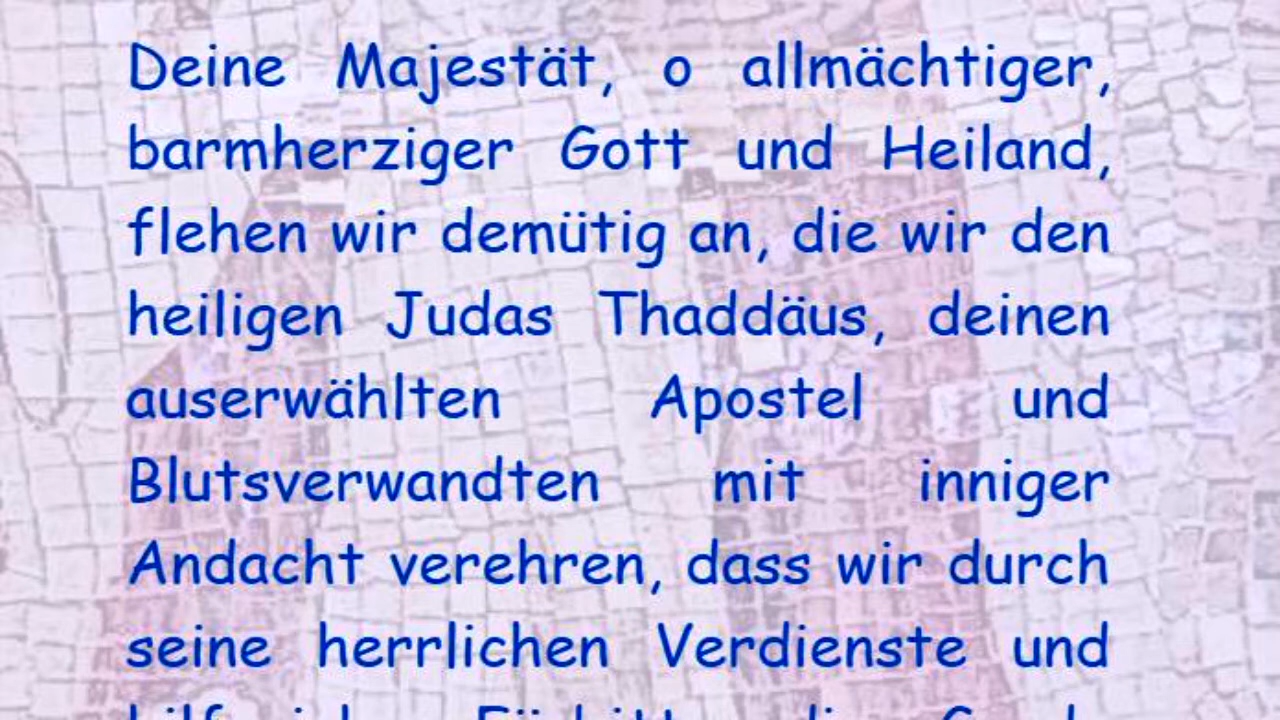 Deine Majestät, o allmächtiger,
barmherziger Gott und Heiland,
flehen wir demütig an, die wir den
heiligen Judas Thaddäus, deinen
auserwählten Apostel und
Blutsverwandten mit inniger
Andacht verehren, dass wir durch
seine herrlichen Verdienste und